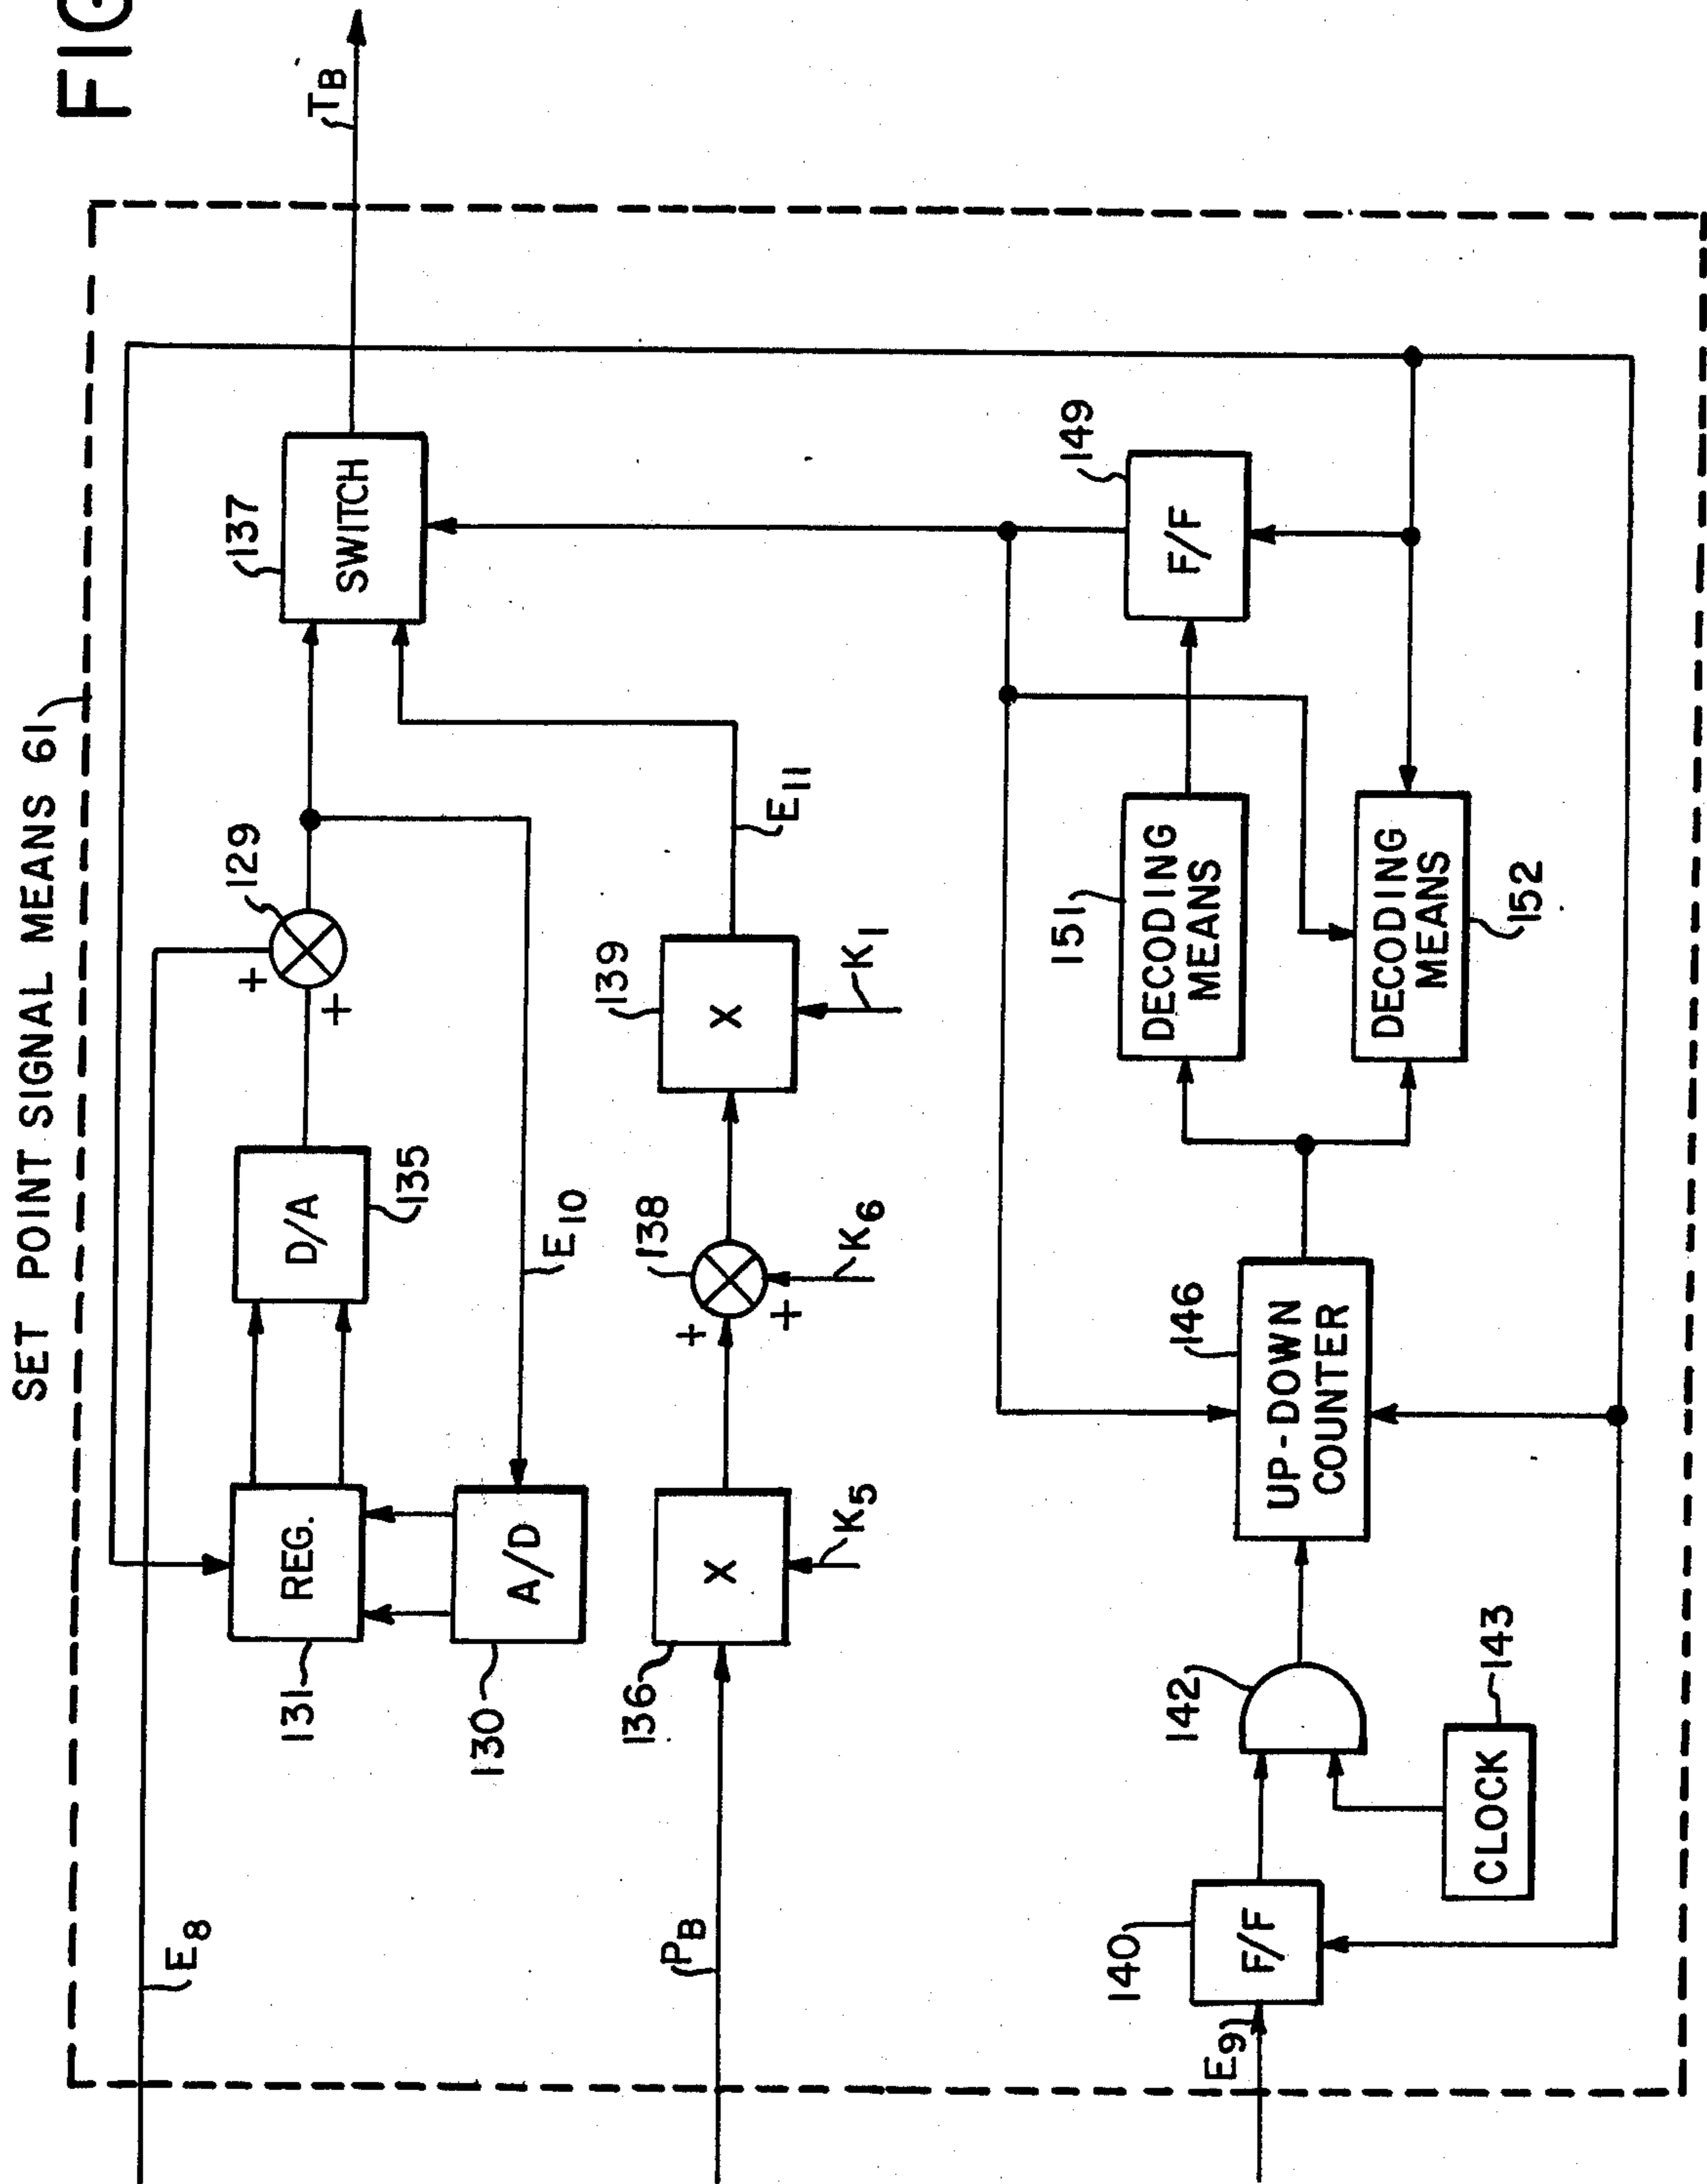 FIG
SET POINT SIGNAL MEANS 61
E8
TB
131
REG.
D/A
135
+
+
129
137
SWITCH
130
A/D
E10
PB
136
X
K5
+
+
138
K6
139
X
K1
E11
E9
140
F/F
142
CLOCK
143
146
UP-DOWN
COUNTER
151
DECODING
MEANS
DECODING
MEANS
152
149
F/F